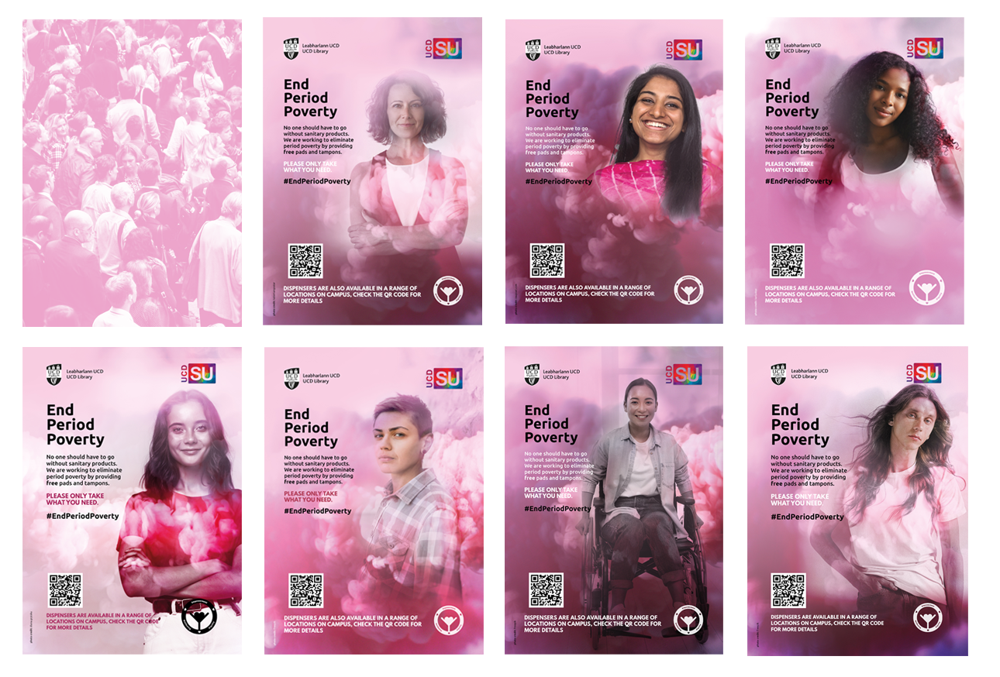 UCD
Leabharlann UCD
UCD Library
UCD SU
End
Period
Poverty
No one should have to go
without sanitary products.
We are working to eliminate
period poverty by providing
free pads and tampons.
PLEASE ONLY TAKE
WHAT YOU NEED.
#EndPeriodPoverty
DISPENSERS ARE ALSO AVAILABLE IN A RANGE OF
LOCATIONS ON CAMPUS, CHECK THE QR CODE FOR
MORE DETAILS
UCD
Leabharlann UCD
UCD Library
UCD SU
End
Period
Poverty
No one should have to go
without sanitary products.
We are working to eliminate
period poverty by providing
free pads and tampons.
PLEASE ONLY TAKE
WHAT YOU NEED.
#EndPeriodPoverty
DISPENSERS ARE ALSO AVAILABLE IN A RANGE OF
LOCATIONS ON CAMPUS, CHECK THE QR CODE FOR
MORE DETAILS
UCD
Leabharlann UCD
UCD Library
UCD SU
End
Period
Poverty
No one should have to go
without sanitary products.
We are working to eliminate
period poverty by providing
free pads and tampons.
PLEASE ONLY TAKE
WHAT YOU NEED.
#EndPeriodPoverty
DISPENSERS ARE ALSO AVAILABLE IN A RANGE OF
LOCATIONS ON CAMPUS, CHECK THE QR CODE FOR
MORE DETAILS
UCD
Leabharlann UCD
UCD Library
UCD SU
End
Period
Poverty
No one should have to go
without sanitary products.
We are working to eliminate
period poverty by providing
free pads and tampons.
PLEASE ONLY TAKE
WHAT YOU NEED.
#EndPeriodPoverty
DISPENSERS ARE AVAILABLE IN A RANGE OF
LOCATIONS ON CAMPUS, CHECK THE QR CODE
FOR MORE DETAILS
UCD
Leabharlann UCD
UCD Library
UCD SU
End
Period
Poverty
No one should have to go
without sanitary products.
We are working to eliminate
period poverty by providing
free pads and tampons.
PLEASE ONLY TAKE
WHAT YOU NEED.
#EndPeriodPoverty
DISPENSERS ARE ALSO AVAILABLE IN A RANGE OF
LOCATIONS ON CAMPUS, CHECK THE QR CODE FOR
MORE DETAILS
UCD
Leabharlann UCD
UCD Library
UCD SU
End
Period
Poverty
No one should have to go
without sanitary products.
We are working to eliminate
period poverty by providing
free pads and tampons.
PLEASE ONLY TAKE
WHAT YOU NEED.
#EndPeriodPoverty
DISPENSERS ARE ALSO AVAILABLE IN A RANGE OF
LOCATIONS ON CAMPUS, CHECK THE QR CODE FOR
MORE DETAILS
UCD
Leabharlann UCD
UCD Library
UCD SU
End
Period
Poverty
No one should have to go
without sanitary products.
We are working to eliminate
period poverty by providing
free pads and tampons.
PLEASE ONLY TAKE
WHAT YOU NEED.
#EndPeriodPoverty
DISPENSERS ARE AVAILABLE IN A RANGE OF
LOCATIONS ON CAMPUS, CHECK THE QR CODE
FOR MORE DETAILS